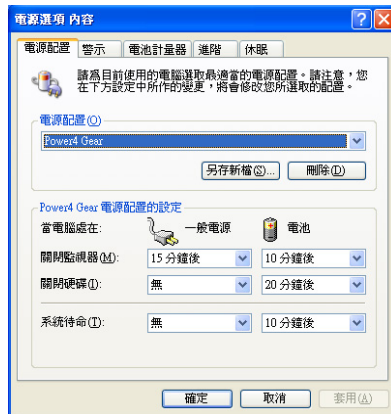 電源選項 內容
電源配置 警示 電池計量器 進階 休眠
請為目前使用的電腦選取最適當的電源配置。請注意，您
在下方設定中所作的變更，將會修改您所選取的配置。
電源配置(O)
Power4 Gear
另存新檔(S)... 刪除(D)
Power4 Gear 電源配置的設定
當電腦處在: 一般電源 電池
關閉監視器(M): 15 分鐘後 10 分鐘後
關閉硬碟(I): 無 20 分鐘後
系統待命(T): 無 10 分鐘後
確定 取消 套用(A)